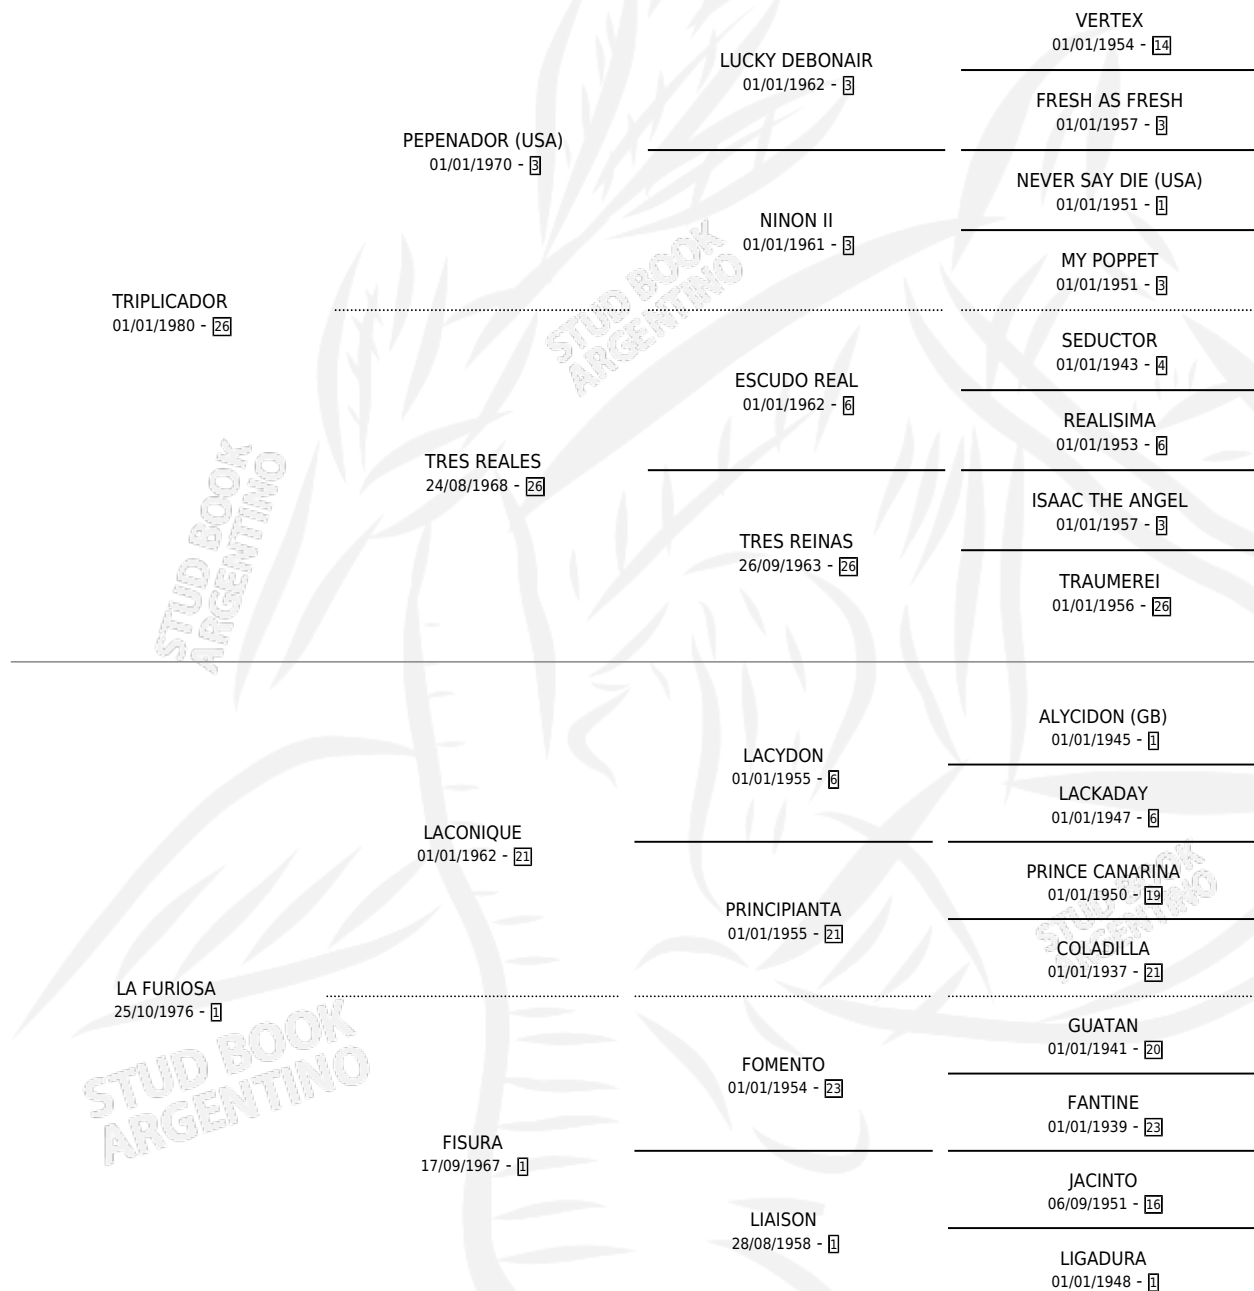 VERTEX
01/01/1954 - 14
LUCKY DEBONAIR
01/01/1962 - 3
FRESH AS FRESH
01/01/1957 - 3
PEPENADOR (USA)
01/01/1970 - 3
NEVER SAY DIE (USA)
01/01/1951 - 1
NINON II
01/01/1961 - 3
MY POPPET
01/01/1951 - 3
TRIPLICADOR
01/01/1980 - 26
SEDUCTOR
01/01/1943 - 4
ESCUDO REAL
01/01/1962 - 6
REALISIMA
01/01/1953 - 6
TRES REALES
24/08/1968 - 26
ISAAC THE ANGEL
01/01/1957 - 3
TRES REINAS
26/09/1963 - 26
TRAUMEREI
01/01/1956 - 26
STUD BOOK
ARGENTINO
STUD BOOK
ARGENTINO
ALYCIDON (GB)
01/01/1945 - 1
LACYDON
01/01/1955 - 6
LACKADAY
01/01/1947 - 6
LACONIQUE
01/01/1962 - 21
PRINCE CANARINA
01/01/1950 - 19
PRINCIPIANTA
01/01/1955 - 21
COLADILLA
01/01/1937 - 21
LA FURIOSA
25/10/1976 - 1
GUATAN
01/01/1941 - 20
FOMENTO
01/01/1954 - 23
FANTINE
01/01/1939 - 23
FISURA
17/09/1967 - 1
JACINTO
06/09/1951 - 16
LIAISON
28/08/1958 - 1
LIGADURA
01/01/1948 - 1
STUD BOOK
ARGENTINO
STUD BOOK
ARGENTINO